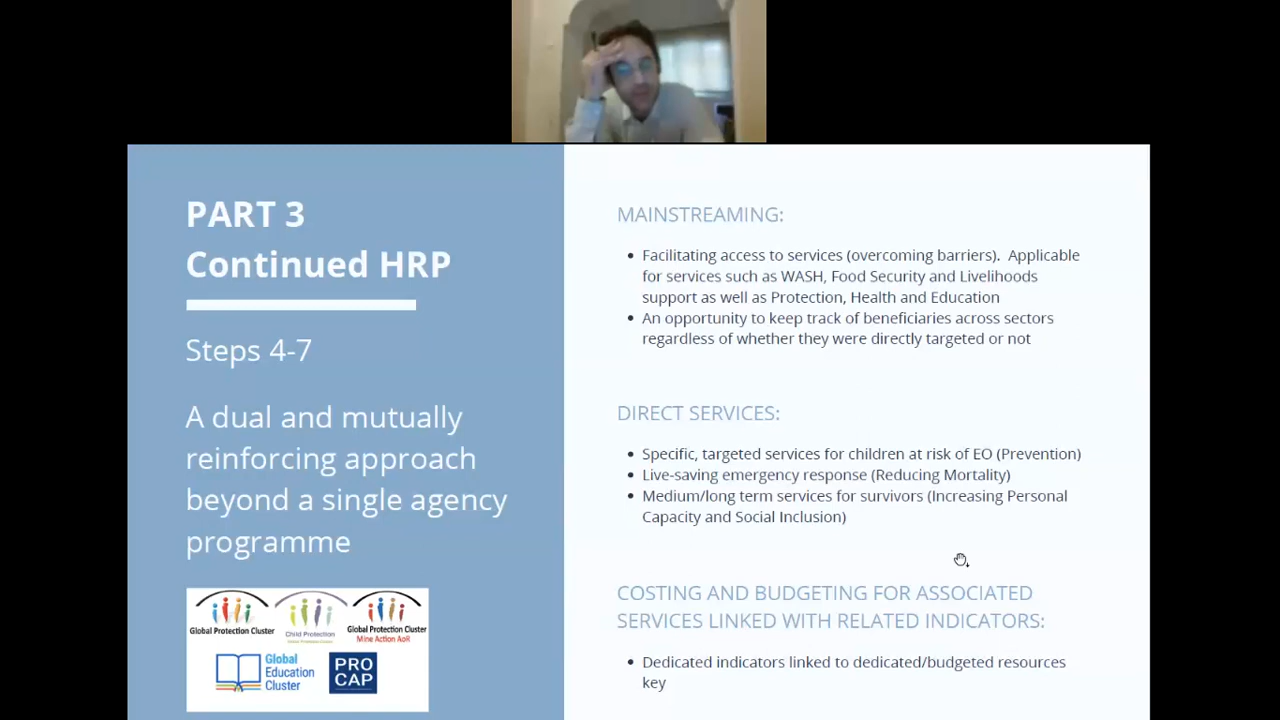 PART 3
Continued HRP
Steps 4-7
A dual and mutually
reinforcing approach
beyond a single agency
programme
Global Protection Cluster
Child Protection
Global Protection Cluster
Mine Action AoR
Global
Education
Cluster
PRO
CAP
MAINSTREAMING:
• Facilitating access to services (overcoming barriers). Applicable
for services such as WASH, Food Security and Livelihoods
support as well as Protection, Health and Education
• An opportunity to keep track of beneficiaries across sectors
regardless of whether they were directly targeted or not
DIRECT SERVICES:
• Specific, targeted services for children at risk of EO (Prevention)
• Live-saving emergency response (Reducing Mortality)
• Medium/long term services for survivors (Increasing Personal
Capacity and Social Inclusion)
COSTING AND BUDGETING FOR ASSOCIATED
SERVICES LINKED WITH RELATED INDICATORS:
• Dedicated indicators linked to dedicated/budgeted resources
key